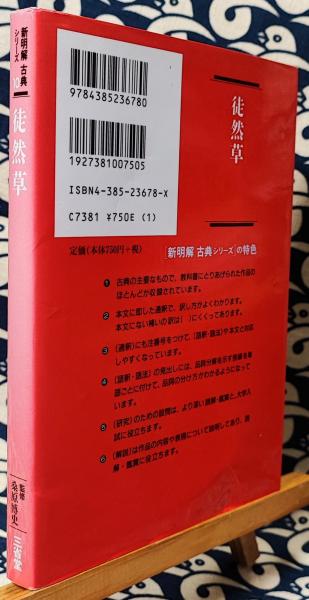 新明解 古典
シリーズ
徒然草
監修
桑原博史
三省堂
9784385236780
1927381007505
ISBN4-385-23678-X
C7381 ¥750E (1)
定価(本体750円+税)
徒然草
「新明解 古典シリーズ」の特色
1 古典の主要なもので、教科書にとりあげられた作品の
ほとんどが収録されています。
2 本文に即した通釈で、訳し方がよくわかります。
本文にない補いの訳は( )にくくってあります。
3 〔通釈〕にも注番号をつけて、〔語釈・語法〕や本文と対応
しやすくなっています。
4 〔語釈・語法〕の見出しには、品詞分解を示す傍線を単
語ごとに付けて、品詞の分け方がわかるようになって
います。
5 〔研究〕のための設問は、より深い読解・鑑賞と、大学入
試に役立ちます。
6 〔解説〕は作品の内容や表現について説明してあり、読
解・鑑賞に役立ちます。